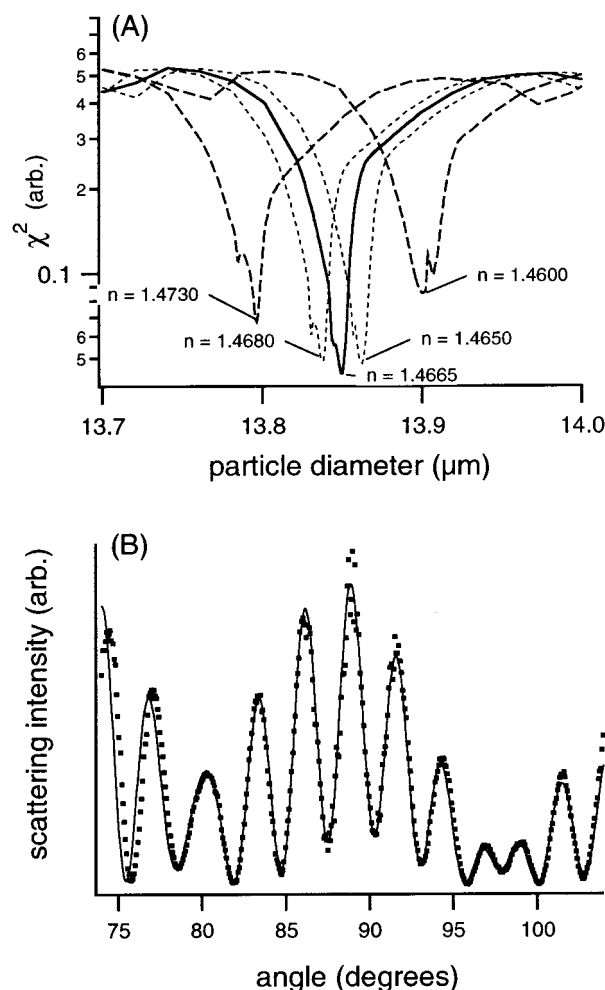 (A)
6
5
4
3
2
0.1
6
5
χ² (arb.)
n = 1.4730
n = 1.4680
n = 1.4600
n = 1.4650
n = 1.4665
13.7
13.8
13.9
14.0
particle diameter (µm)
(B)
scattering intensity (arb.)
75
80
85
90
95
100
angle (degrees)